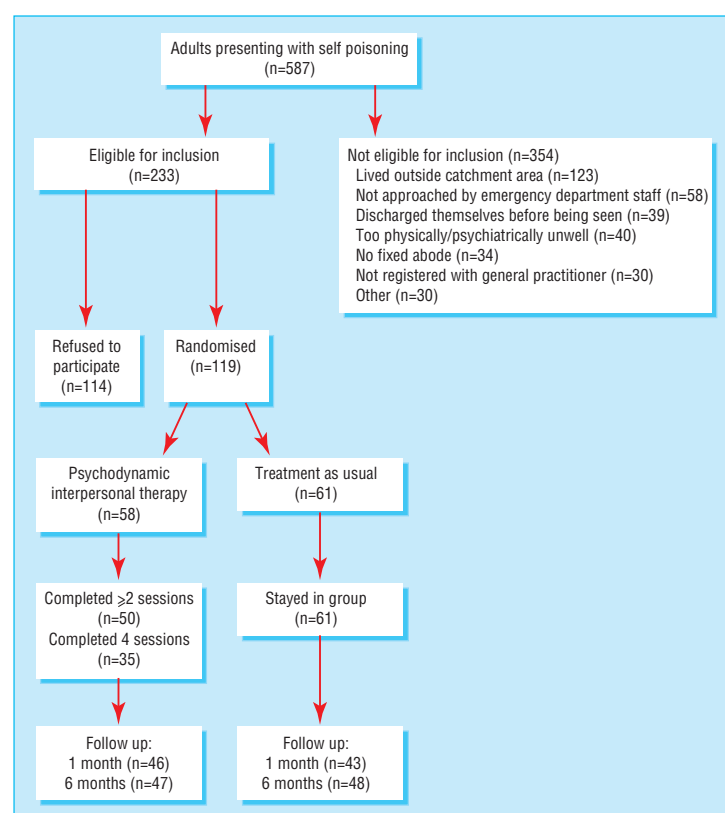 Adults presenting with self poisoning
(n=587)
Eligible for inclusion
(n=233)
Not eligible for inclusion (n=354)
Lived outside catchment area (n=123)
Not approached by emergency department staff (n=58)
Discharged themselves before being seen (n=39)
Too physically/psychiatrically unwell (n=40)
No fixed abode (n=34)
Not registered with general practitioner (n=30)
Other (n=30)
Refused to
participate
(n=114)
Randomised
(n=119)
Psychodynamic
interpersonal therapy
(n=58)
Treatment as usual
(n=61)
Completed ⩾2 sessions
(n=50)
Completed 4 sessions
(n=35)
Stayed in group
(n=61)
Follow up:
1 month (n=46)
6 months (n=47)
Follow up:
1 month (n=43)
6 months (n=48)